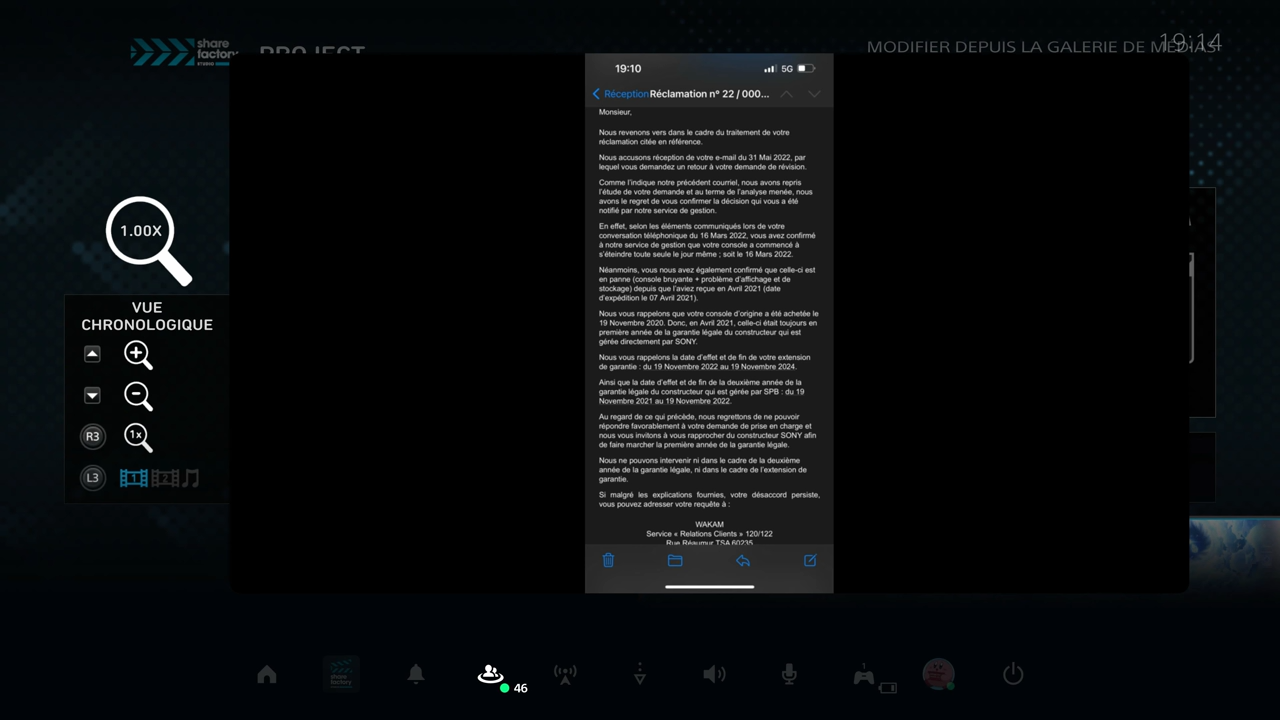 share
factory
STUDIO
PROJECT
MODIFIER DEPUIS LA GALERIE DE MÉDIAS
19:14
19:10
5G
Réception
Réclamation n° 22 / 000...
Monsieur,
Nous revenons vers dans le cadre du traitement de votre
réclamation citée en référence.
Nous accusons réception de votre e-mail du 31 Mai 2022, par
lequel vous demandez un retour à votre demande de révision.
Comme l'indique notre précédent courriel, nous avons repris
l'étude de votre demande et au terme de l'analyse menée, nous
avons le regret de vous confirmer la décision qui vous a été
notifié par notre service de gestion.
En effet, selon les éléments communiqués lors de votre
conversation téléphonique du 16 Mars 2022, vous avez confirmé
à notre service de gestion que votre console a commencé à
s'éteindre toute seule le jour même ; soit le 16 Mars 2022.
Néanmoins, vous nous avez également confirmé que celle-ci est
en panne (console bruyante + problème d'affichage et de
stockage) depuis que l'aviez reçue en Avril 2021 (date
d'expédition le 07 Avril 2021).
Nous vous rappelons que votre console d'origine a été achetée le
19 Novembre 2020. Donc, en Avril 2021, celle-ci était toujours en
première année de la garantie légale du constructeur qui est
gérée directement par SONY.
Nous vous rappelons la date d'effet et de fin de votre extension
de garantie : du 19 Novembre 2022 au 19 Novembre 2024.
Ainsi que la date d'effet et de fin de la deuxième année de la
garantie légale du constructeur qui est gérée par SPB : du 19
Novembre 2021 au 19 Novembre 2022.
Au regard de ce qui précède, nous regrettons de ne pouvoir
répondre favorablement à votre demande de prise en charge et
nous vous invitons à vous rapprocher du constructeur SONY afin
de faire marcher la première année de la garantie légale.
Nous ne pouvons intervenir ni dans le cadre de la deuxième
année de la garantie légale, ni dans le cadre de l'extension de
garantie.
Si malgré les explications fournies, votre désaccord persiste,
vous pouvez adresser votre requête à :
WAKAM
Service « Relations Clients » 120/122
Rue Réaumur TSA 60235
1.00X
VUE
CHRONOLOGIQUE
R3
1x
L3
1
2
46
1